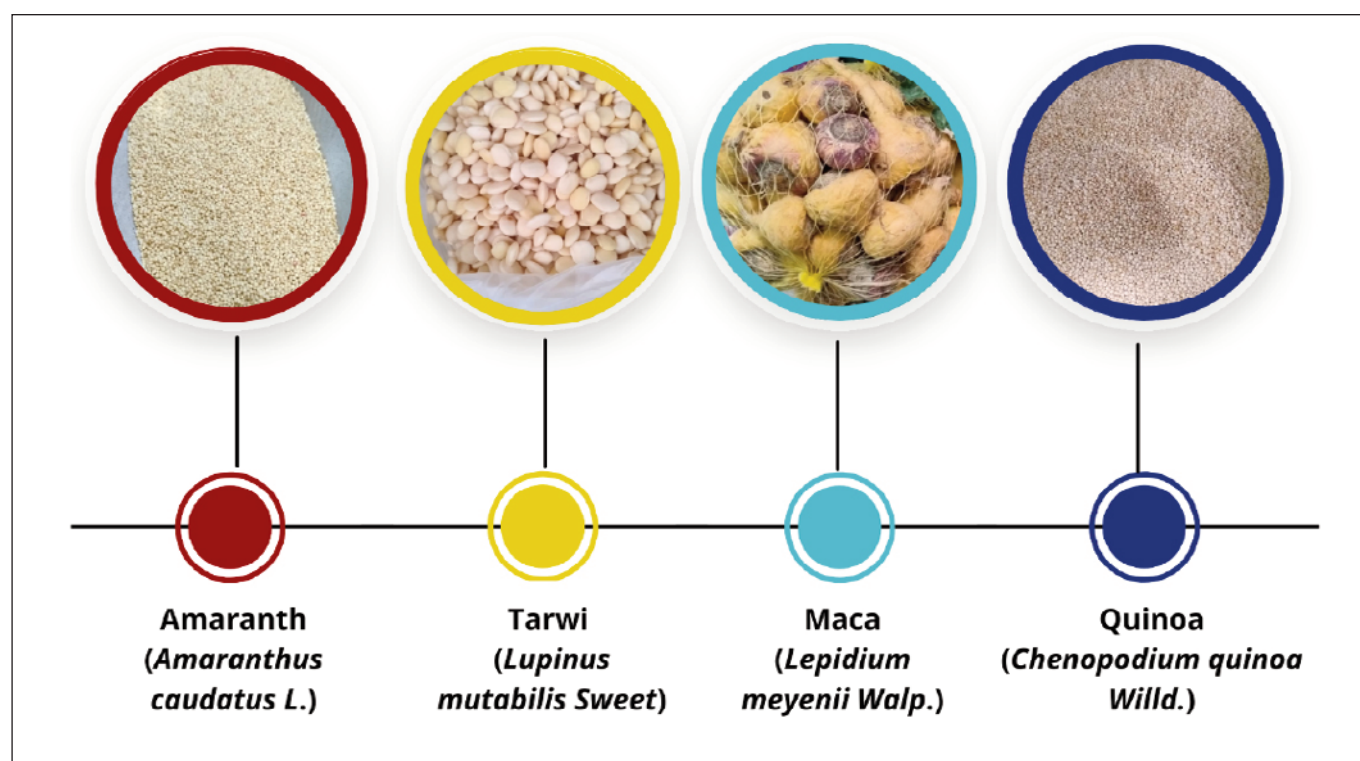 Amaranth
(Amaranthus
caudatus L.)
Tarwi
(Lupinus
mutabilis Sweet)
Maca
(Lepidium
meyenii Walp.)
Quinoa
(Chenopodium quinoa
Willd.)